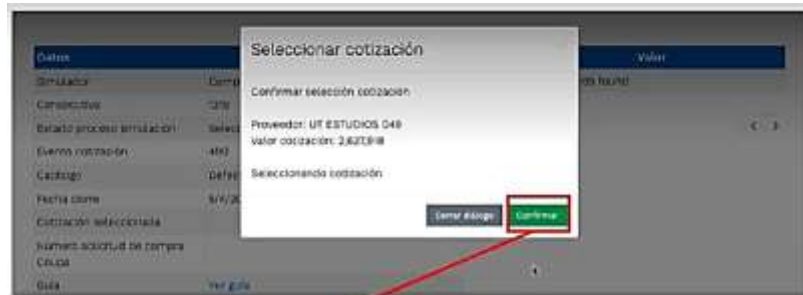 Seleccionar cotización
Datos
Valor
Simulador
Confirmar selección cotización
Consecutivo
Proveedor: UT ESTUDIOS 049
Estado proceso simulación
Valor cotización: 2,627,918
Evento cotización
Catálogo
Seleccionando cotización
Fecha cierre
Cotización seleccionada
Cerrar diálogo
Confirmar
Número solicitud de compra
Coupa
Guía
Ver guía